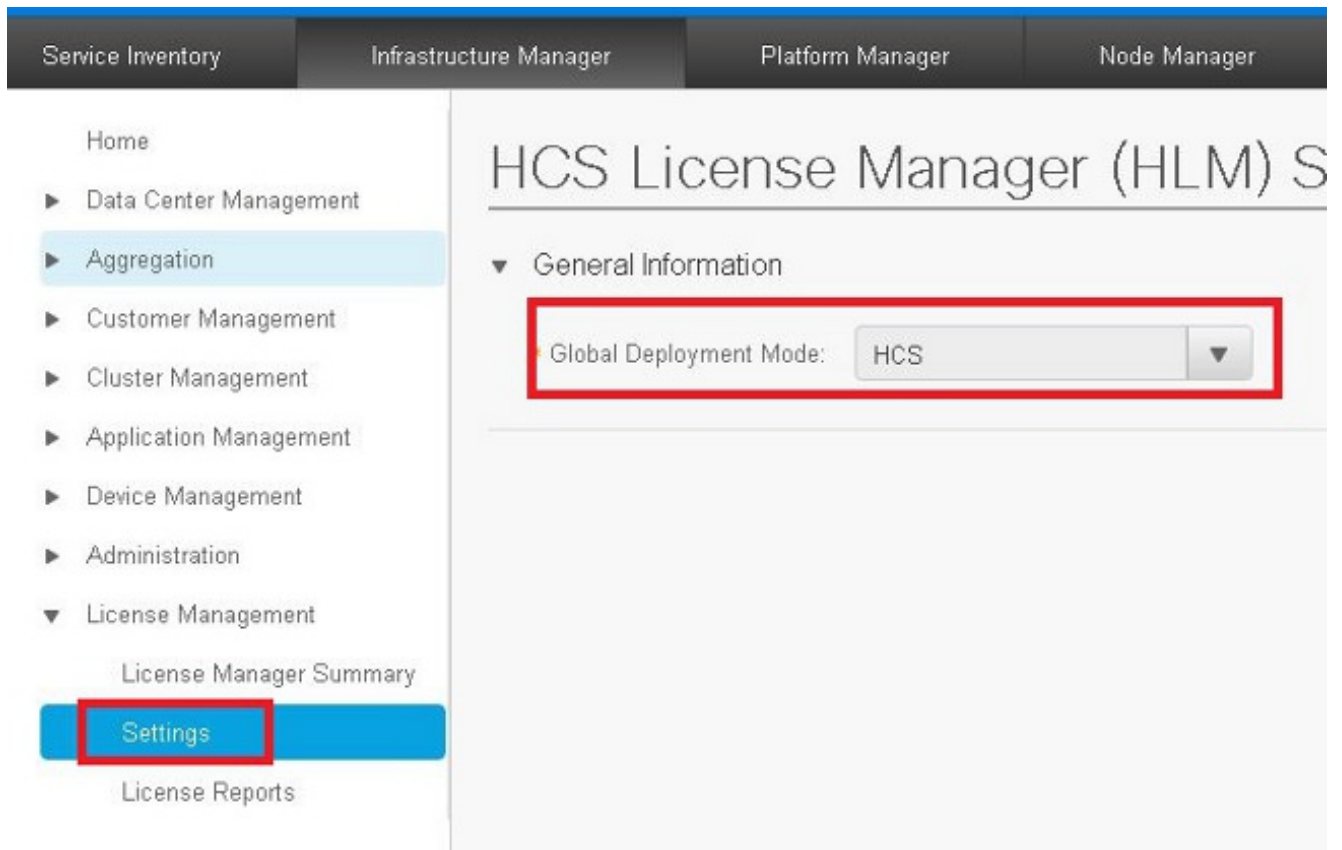 Service Inventory
Infrastructure Manager
Platform Manager
Node Manager
Home
Data Center Management
Aggregation
Customer Management
Cluster Management
Application Management
Device Management
Administration
License Management
License Manager Summary
Settings
License Reports
HCS License Manager (HLM) S
General Information
* Global Deployment Mode: HCS